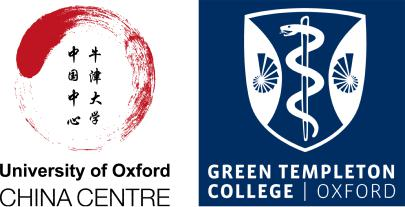 牛津大学
中国中心
University of Oxford
CHINA CENTRE
GREEN TEMPLETON
COLLEGE | OXFORD